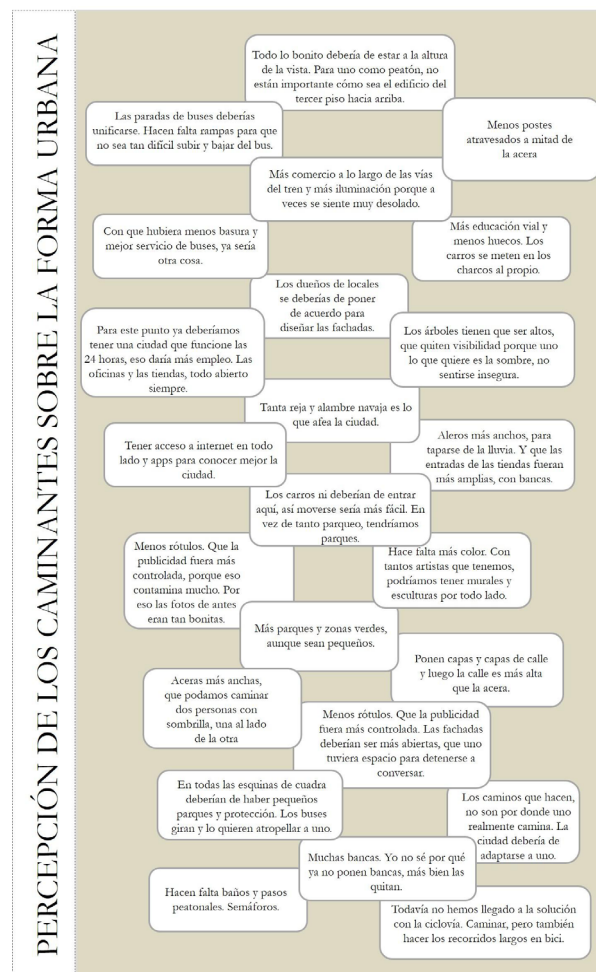 PERCEPCIÓN DE LOS CAMINANTES SOBRE LA FORMA URBANA
Todo lo bonito debería de estar a la altura
de la vista. Para uno como peatón, no
están importante cómo sea el edificio del
tercer piso hacia arriba.
Las paradas de buses deberías
unificarse. Hacen falta rampas para que
no sea tan difícil subir y bajar del bus.
Menos postes
atravesados a mitad de
la acera
Más comercio a lo largo de las vías
del tren y más iluminación porque a
veces se siente muy desolado.
Con que hubiera menos basura y
mejor servicio de buses, ya sería
otra cosa.
Más educación vial y
menos huecos. Los
carros se meten en los
charcos al propio.
Los dueños de locales
se deberías de poner
de acuerdo para
diseñar las fachadas.
Para este punto ya deberíamos
tener una ciudad que funcione las
24 horas, eso daría más empleo. Las
oficinas y las tiendas, todo abierto
siempre.
Los árboles tienen que ser altos,
que quiten visibilidad porque uno
lo que quiere es la sombre, no
sentirse insegura.
Tanta reja y alambre navaja es lo
que afea la ciudad.
Tener acceso a internet en todo
lado y apps para conocer mejor la
ciudad.
Aleros más anchos, para
taparse de la lluvia. Y que las
entradas de las tiendas fueran
más amplias, con bancas.
Los carros ni deberían de entrar
aquí, así moverse sería más fácil. En
vez de tanto parqueo, tendríamos
parques.
Menos rótulos. Que la
publicidad fuera más
controlada, porque eso
contamina mucho. Por
eso las fotos de antes
eran tan bonitas.
Hace falta más color. Con
tantos artistas que tenemos,
podríamos tener murales y
esculturas por todo lado.
Más parques y zonas verdes,
aunque sean pequeños.
Ponen capas y capas de calle
y luego la calle es más alta
que la acera.
Aceras más anchas,
que podamos caminar
dos personas con
sombrilla, una al lado
de la otra
Menos rótulos. Que la publicidad
fuera más controlada. Las fachadas
deberían ser más abiertas, que uno
tuviera espacio para detenerse a
conversar.
En todas las esquinas de cuadra
deberían de haber pequeños
parques y protección. Los buses
giran y lo quieren atropellar a uno.
Los caminos que hacen,
no son por donde uno
realmente camina. La
ciudad debería de
adaptarse a uno.
Muchas bancas. Yo no sé por qué
ya no ponen bancas, más bien las
quitan.
Hacen falta baños y pasos
peatonales. Semáforos.
Todavía no hemos llegado a la solución
con la ciclovía. Caminar, pero también
hacer los recorridos largos en bici.